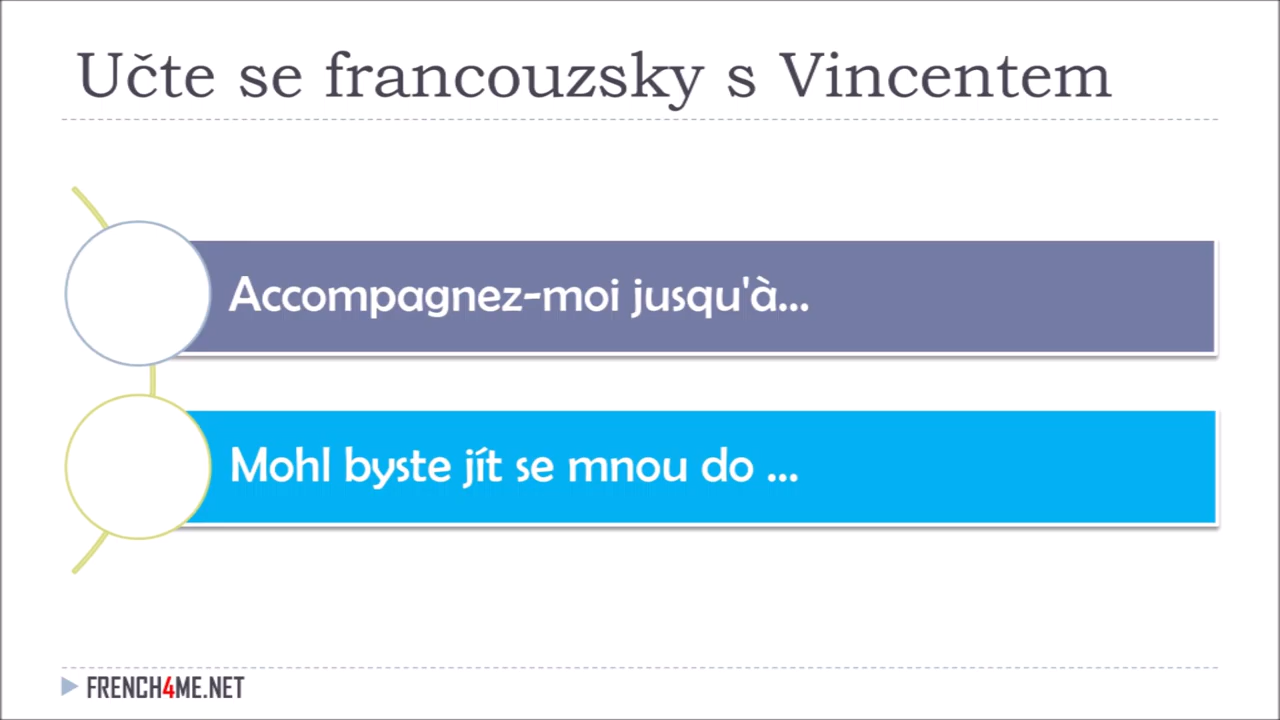 Učte se francouzsky s Vincentem
Accompagnez-moi jusqu'à...
Mohl byste jít se mnou do ...
FRENCH4ME.NET